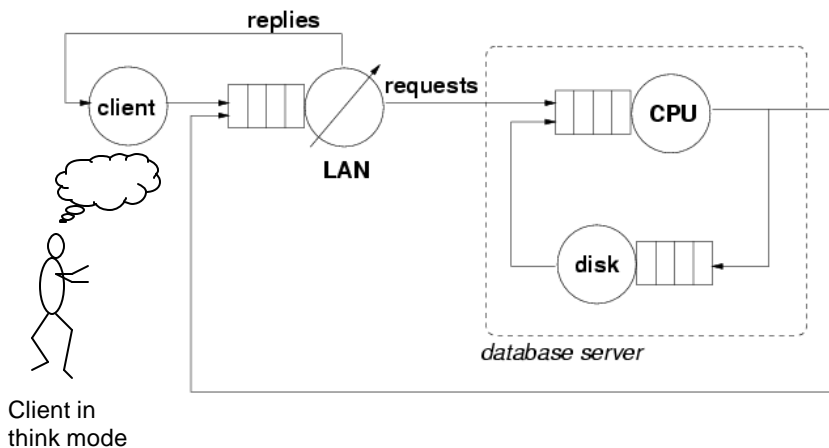 replies
client
requests
CPU
LAN
disk
database server
Client in
think mode